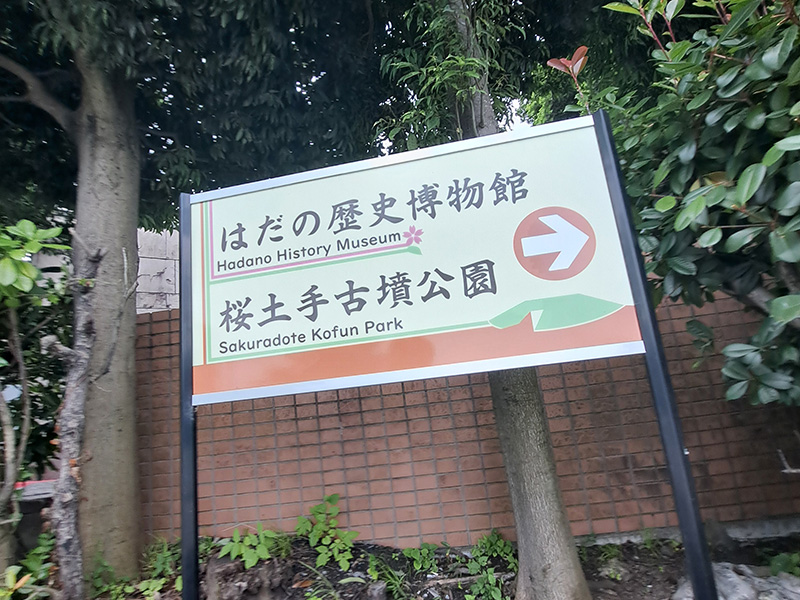 はだの歴史博物館
Hadano History Museum
桜土手古墳公園
Sakuradote Kofun Park